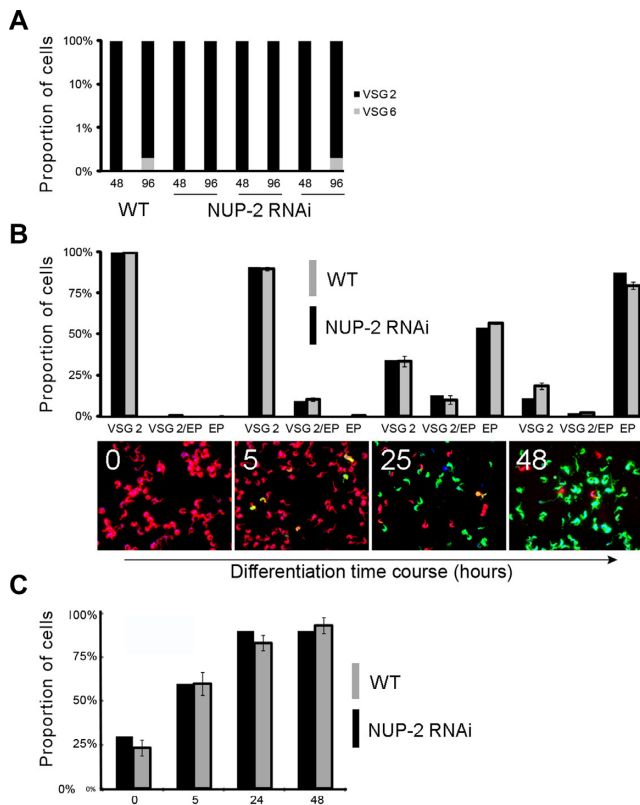 A
Proportion of cells
100%
10%
1%
0%
VSG 2
VSG 6
48 96 48 96 48 96 48 96
WT NUP-2 RNAi
B
Proportion of cells
100%
75%
50%
25%
0%
WT
NUP-2 RNAi
VSG 2 VSG 2/EP EP VSG 2 VSG 2/EP EP VSG 2 VSG 2/EP EP VSG 2 VSG 2/EP EP
0 5 25 48
Differentiation time course (hours)
C
Proportion of cells
100%
75%
50%
25%
0% 0%
WT
NUP-2 RNAi
0 5 24 48